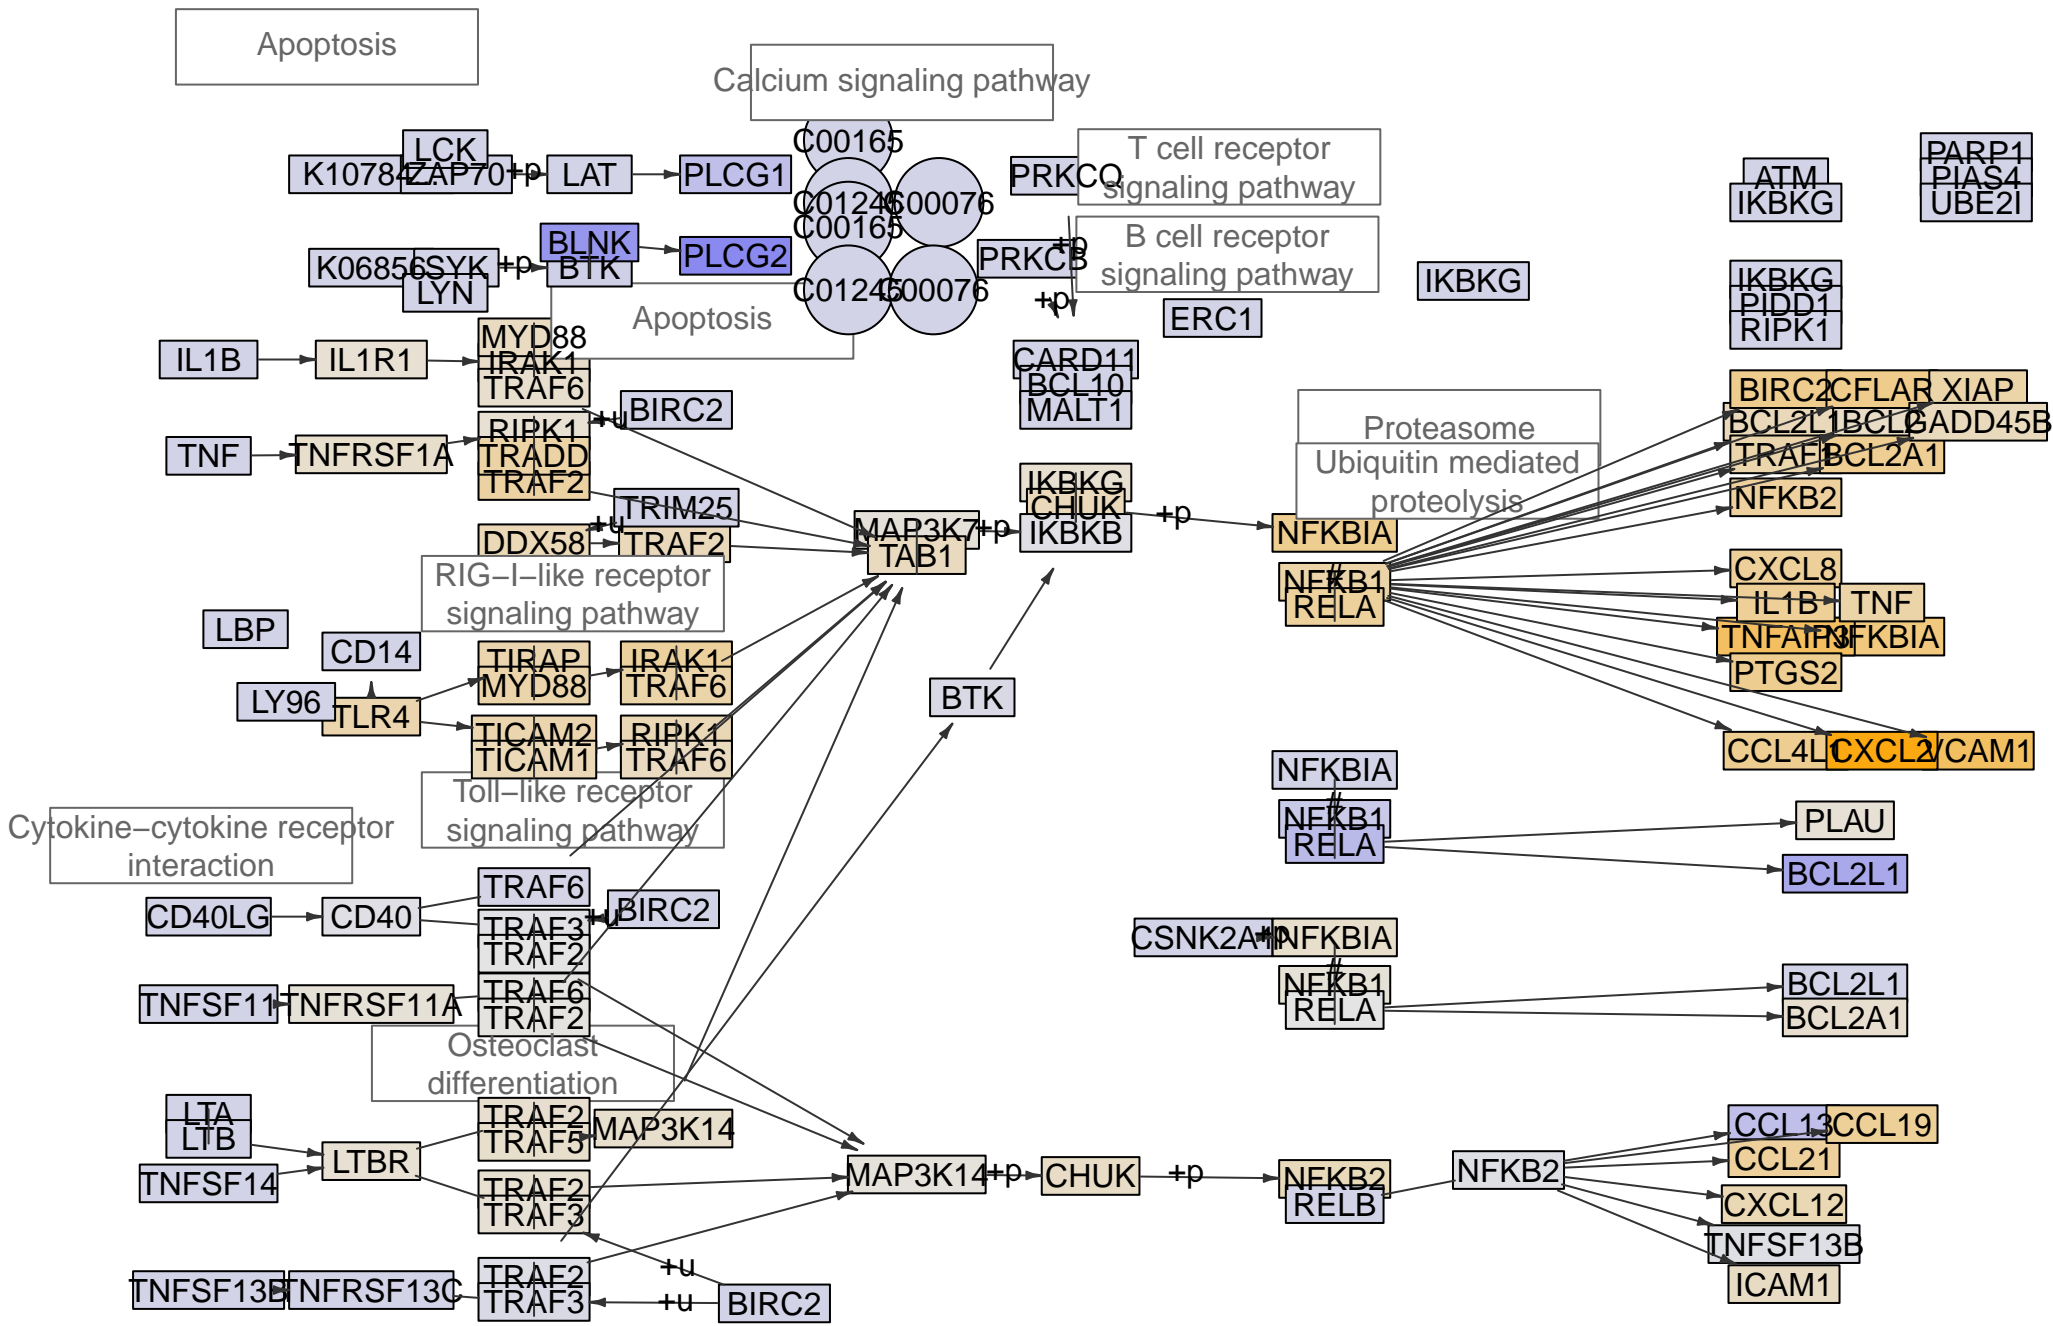 Apoptosis
Calcium signaling pathway
LCK
K10784
ZAP70
+p
LAT
PLCG1
C00165
C01245
C00076
PRKCQ
T cell receptor
signaling pathway
ATM
IKBKG
PARP1
PIAS4
UBE2I
K06856
SYK
LYN
+p
BLNK
BTK
PLCG2
C00165
C01245
C00076
PRKCB
+p
+p
B cell receptor
signaling pathway
ERC1
IKBKG
IKBKG
PIDD1
RIPK1
Apoptosis
IL1B
IL1R1
MYD88
IRAK1
TRAF6
CARD11
BCL10
MALT1
TNF
TNFRSF1A
RIPK1
TRADD
TRAF2
+u
BIRC2
Proteasome
Ubiquitin mediated
proteolysis
BIRC2
CFLAR
XIAP
BCL2L1
BCL2
GADD45B
TRAF1
BCL2A1
NFKB2
TRIM25
+u
DDX58
TRAF2
RIG−I−like receptor
signaling pathway
MAP3K7
TAB1
+p
IKBKG
CHUK
IKBKB
+p
NFKBIA
NFKB1
RELA
CXCL8
IL1B
TNF
TNFAIP3
NFKBIA
PTGS2
CCL4L1
CXCL2
VCAM1
LBP
CD14
LY96
TLR4
TIRAP
MYD88
IRAK1
TRAF6
TICAM2
TICAM1
RIPK1
TRAF6
BTK
Toll−like receptor
signaling pathway
Cytokine−cytokine receptor
interaction
NFKBIA
NFKB1
RELA
PLAU
BCL2L1
CD40LG
CD40
TRAF6
TRAF3
TRAF2
+u
BIRC2
CSNK2A1
+p
NFKBIA
NFKB1
RELA
BCL2L1
BCL2A1
TNFSF11
TNFRSF11A
TRAF6
TRAF2
Osteoclast
differentiation
LTA
LTB
TNFSF14
LTBR
TRAF2
TRAF5
MAP3K14
TRAF2
TRAF3
MAP3K14
+p
CHUK
+p
NFKB2
RELB
NFKB2
CCL13
CCL19
CCL21
CXCL12
TNFSF13B
ICAM1
TNFSF13B
TNFRSF13C
TRAF2
TRAF3
+u
+u
BIRC2